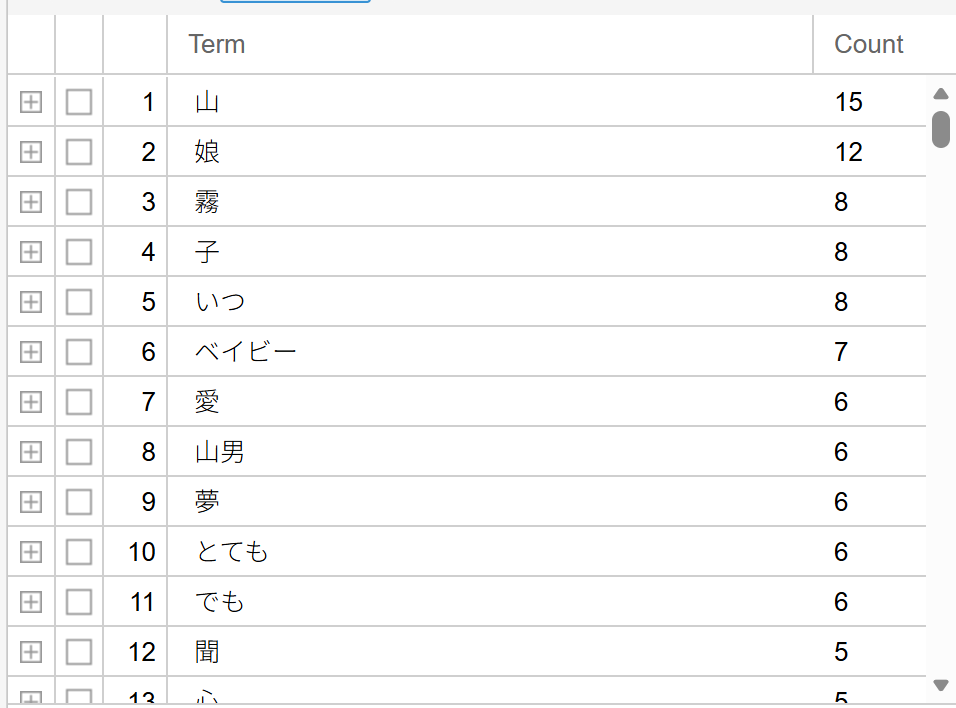 Term Count
1 山 15
2 娘 12
3 霧 8
4 子 8
5 いつ 8
6 ベイビー 7
7 愛 6
8 山男 6
9 夢 6
10 とても 6
11 でも 6
12 聞 5
13 心 5